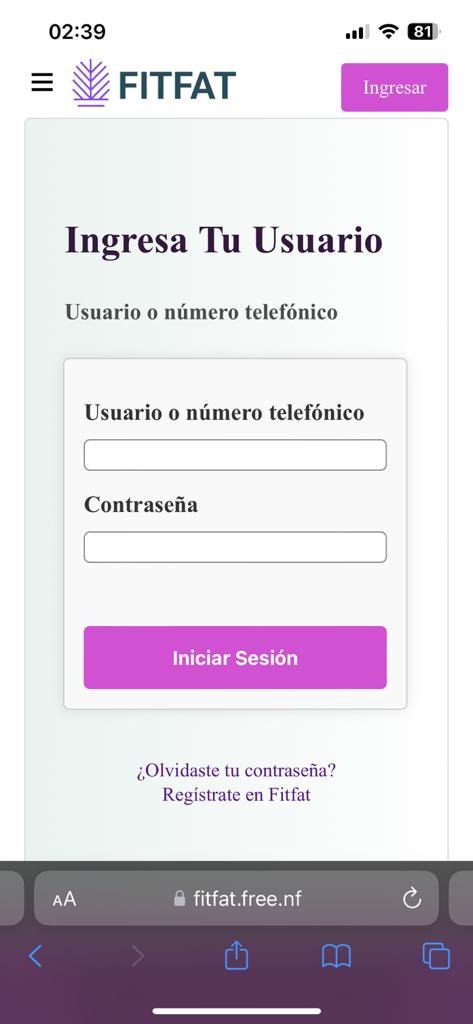 02:39
81
FITFAT
Ingresar
Ingresa Tu Usuario
Usuario o número telefónico
Usuario o número telefónico
Contraseña
Iniciar Sesión
¿Olvidaste tu contraseña?
Regístrate en Fitfat
AA
fitfat.free.nf